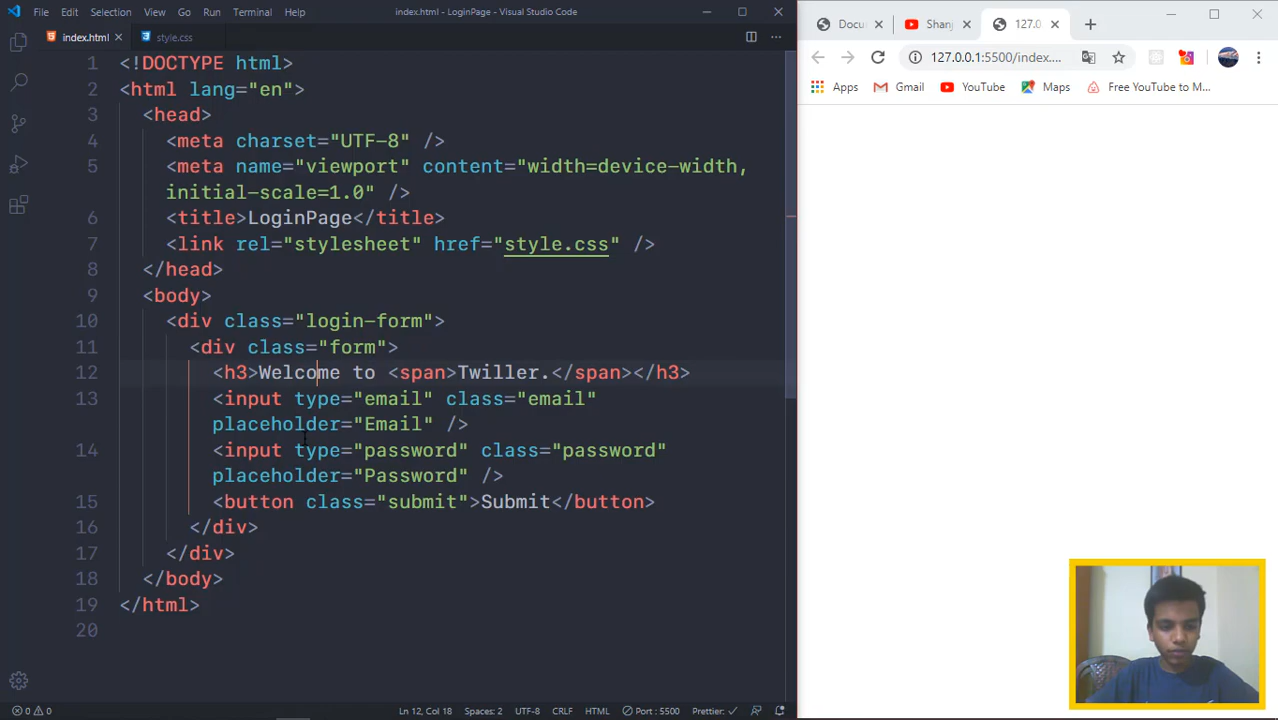 File Edit Selection View Go Run Terminal Help
index.html - LoginPage - Visual Studio Code
index.html
style.css
1 <!DOCTYPE html>
2 <html lang="en">
3 <head>
4 <meta charset="UTF-8" />
5 <meta name="viewport" content="width=device-width,
initial-scale=1.0" />
6 <title>LoginPage</title>
7 <link rel="stylesheet" href="style.css" />
8 </head>
9 <body>
10 <div class="login-form">
11 <div class="form">
12 <h3>Welcome to <span>Twiller.</span></h3>
13 <input type="email" class="email"
placeholder="Email" />
14 <input type="password" class="password"
placeholder="Password" />
15 <button class="submit">Submit</button>
16 </div>
17 </div>
18 </body>
19 </html>
20
0 0
Ln 12, Col 18 Spaces: 2 UTF-8 CRLF HTML Port : 5500 Prettier:
Docu
Shan
127.0
127.0.0.1:5500/index....
Apps Gmail YouTube Maps Free YouTube to M...